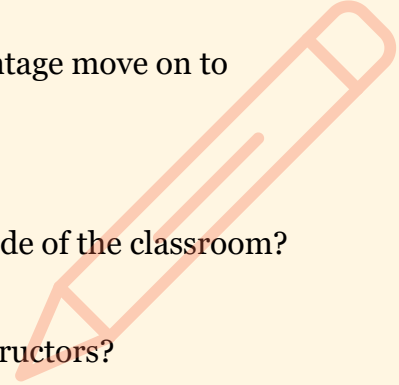 ntage move on to
de of the classroom?
ructors?